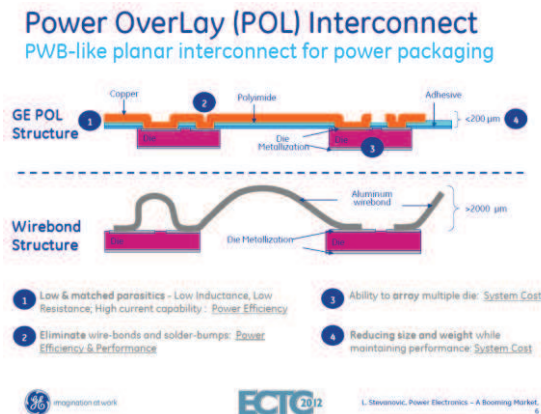 Power OverLay (POL) Interconnect
PWB-like planar interconnect for power packaging
Copper
2
Polyimide
Adhesive
GE POL
Structure
1
Die
Die
Metallization
Die
3
<200 µm
4
Wirebond
Structure
Aluminum
wirebond
>2000 µm
Die Metallization
Die
Die
1
Low & matched parasitics - Low Inductance, Low
Resistance; High current capability : Power Efficiency
2
Eliminate wire-bonds and solder-bumps: Power
Efficiency & Performance
3
Ability to array multiple die: System Cost
4
Reducing size and weight while
maintaining performance: System Cost
imagination at work
ECTC 2012
L. Stevanovic, Power Electronics – A Booming Market,
6